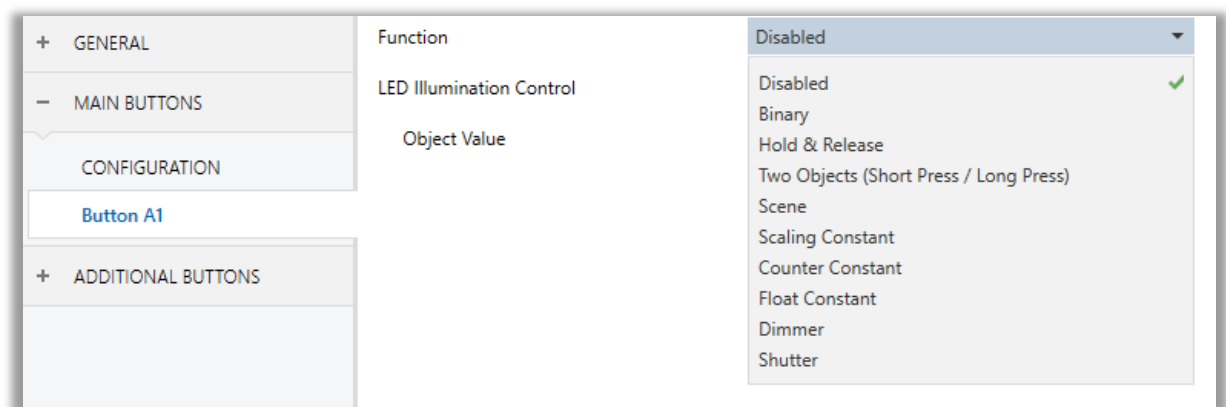 + GENERAL
− MAIN BUTTONS
CONFIGURATION
Button A1
+ ADDITIONAL BUTTONS
Function
Disabled
LED Illumination Control
Object Value
Disabled
Binary
Hold & Release
Two Objects (Short Press / Long Press)
Scene
Scaling Constant
Counter Constant
Float Constant
Dimmer
Shutter